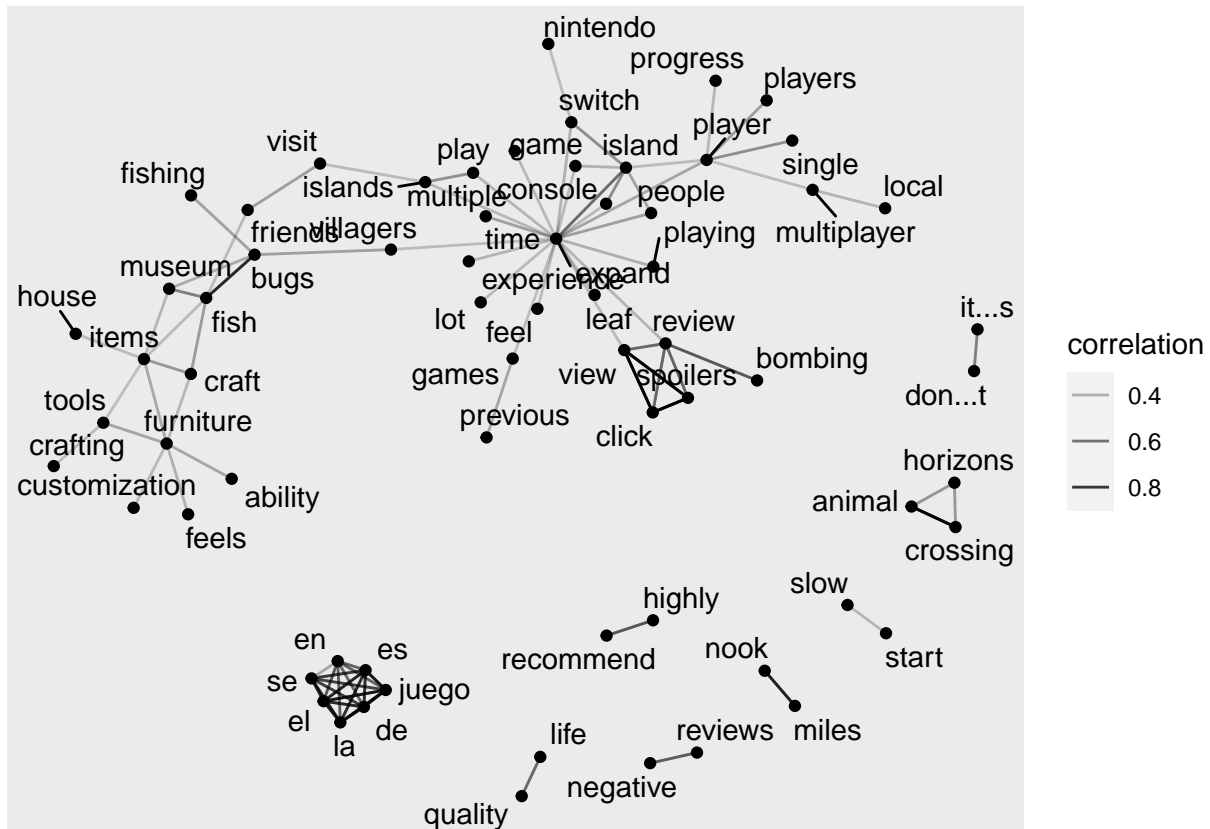 nintendo
progress
players
switch
player
visit
play
game
island
single
fishing
islands
multiple
console
people
local
friends
villagers
time
playing
multiplayer
museum
bugs
experience
expand
house
items
fish
lot
feel
leaf
review
it...s
correlation
craft
games
view
spoilers
bombing
don...t
0.4
tools
furniture
previous
click
0.6
crafting
horizons
0.8
customization
ability
animal
feels
crossing
slow
highly
start
en
es
recommend
nook
se
juego
el
de
la
life
reviews
miles
negative
quality